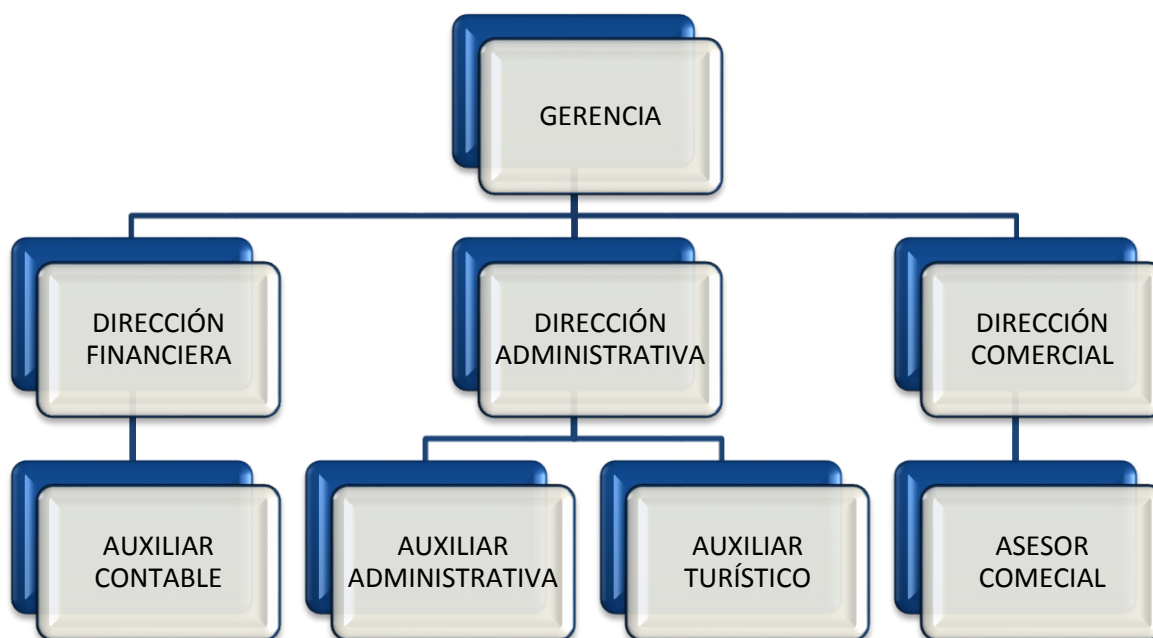 GERENCIA
DIRECCIÓN
FINANCIERA
DIRECCIÓN
ADMINISTRATIVA
DIRECCIÓN
COMERCIAL
AUXILIAR
CONTABLE
AUXILIAR
ADMINISTRATIVA
AUXILIAR
TURÍSTICO
ASESOR
COMECIAL